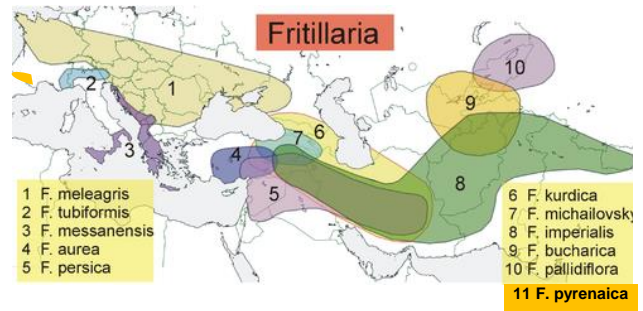 Fritillaria
1
2
3
4
5
6
7
8
9
10
1 F. meleagris
2 F. tubiformis
3 F. messanensis
4 F. aurea
5 F. persica
6 F. kurdica
7 F. michailovsky
8 F. imperialis
9 F. bucharica
10 F. pallidiflora
11 F. pyrenaica